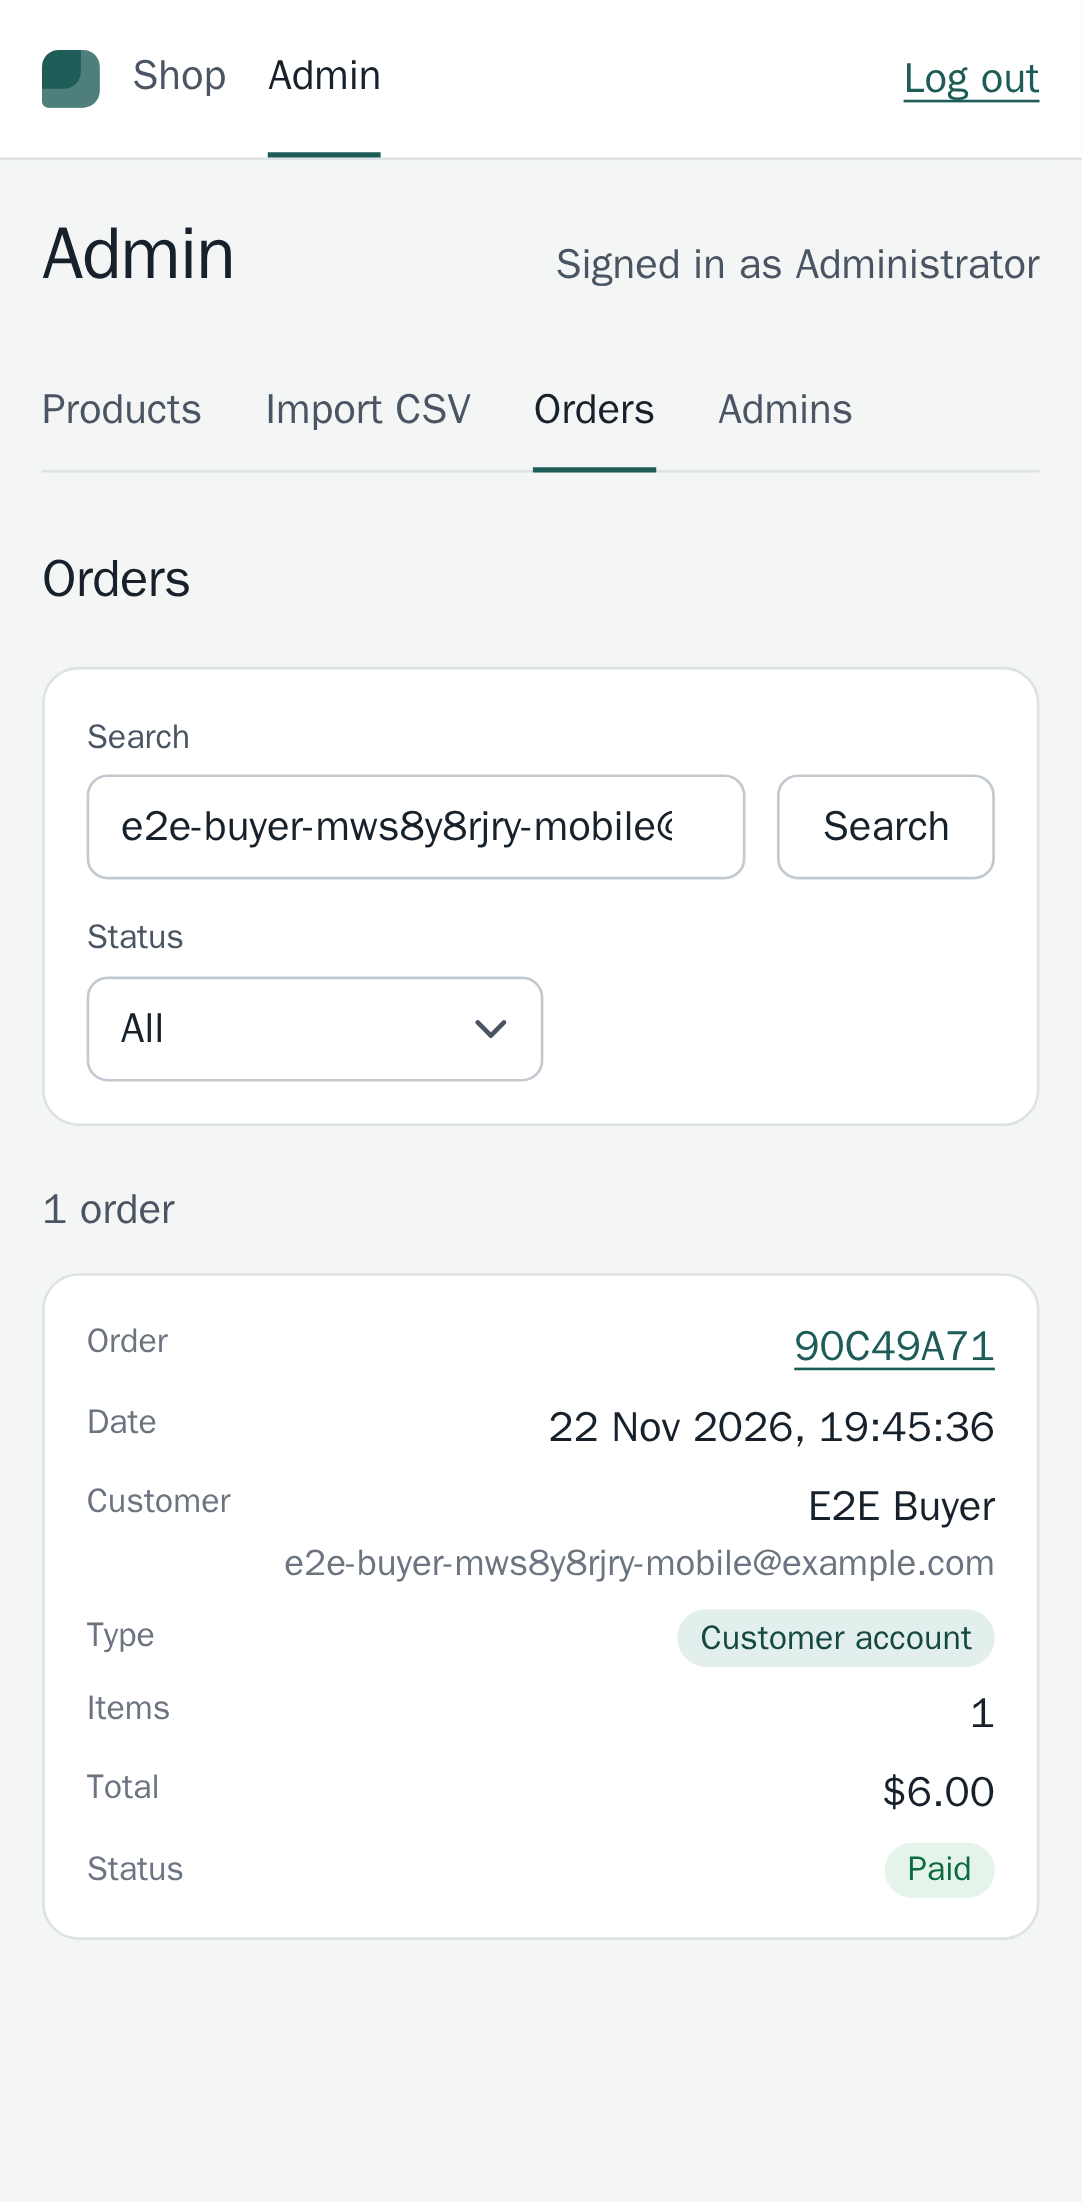 Shop Admin Log out
Admin Signed in as Administrator
Products Import CSV Orders Admins
Orders
Search
e2e-buyer-mws8y8rjry-mobile@ Search
Status
All
1 order
Order 90C49A71
Date 22 Nov 2026, 19:45:36
Customer E2E Buyer
e2e-buyer-mws8y8rjry-mobile@example.com
Type Customer account
Items 1
Total $6.00
Status Paid